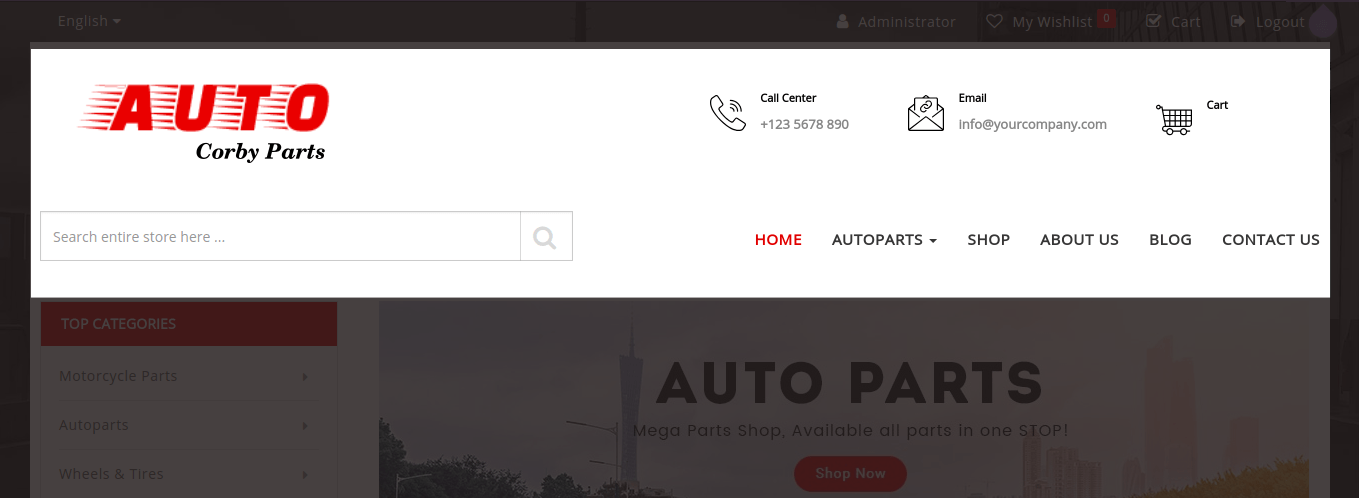 English
Administrator My Wishlist 0 Cart Logout
AUTO
Corby Parts
Call Center
+123 5678 890
Email
info@yourcompany.com
Cart
Search entire store here ...
HOME AUTOPARTS SHOP ABOUT US BLOG CONTACT US
TOP CATEGORIES
Motorcycle Parts
Autoparts
Wheels & Tires
AUTO PARTS
Mega Parts Shop, Available all parts in one STOP!
Shop Now